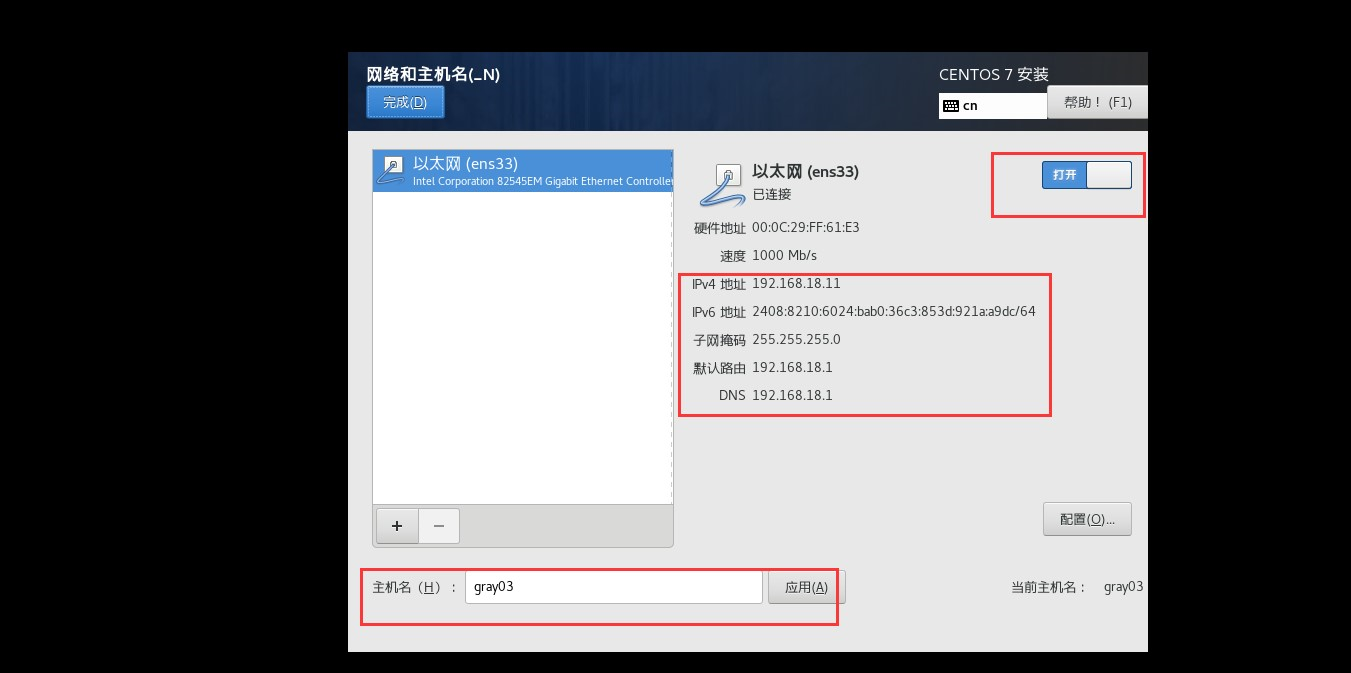 网络和主机名(_N)
CENTOS 7 安装
完成(D)
cn
帮助！ (F1)
以太网 (ens33)
Intel Corporation 82545EM Gigabit Ethernet Controlle
以太网 (ens33)
已连接
打开
硬件地址 00:0C:29:FF:61:E3
速度 1000 Mb/s
IPv4 地址 192.168.18.11
IPv6 地址 2408:8210:6024:bab0:36c3:853d:921a:a9dc/64
子网掩码 255.255.255.0
默认路由 192.168.18.1
DNS 192.168.18.1
+ −
配置(O)...
主机名（H）： gray03 应用(A)
当前主机名： gray03